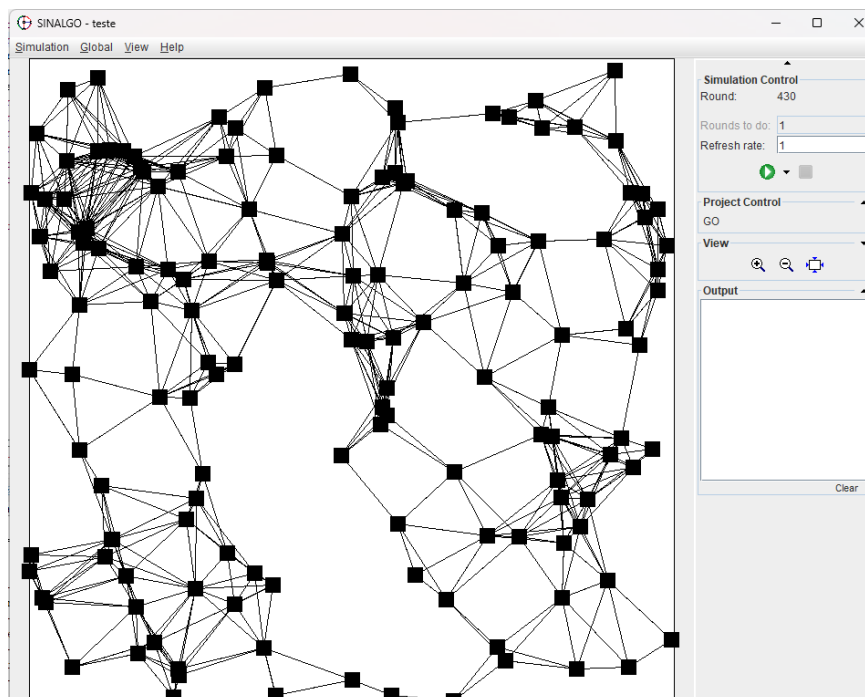 SINALGO - teste
Simulation Global View Help
Simulation Control
Round: 430
Rounds to do: 1
Refresh rate: 1
Project Control
GO
View
Output
Clear